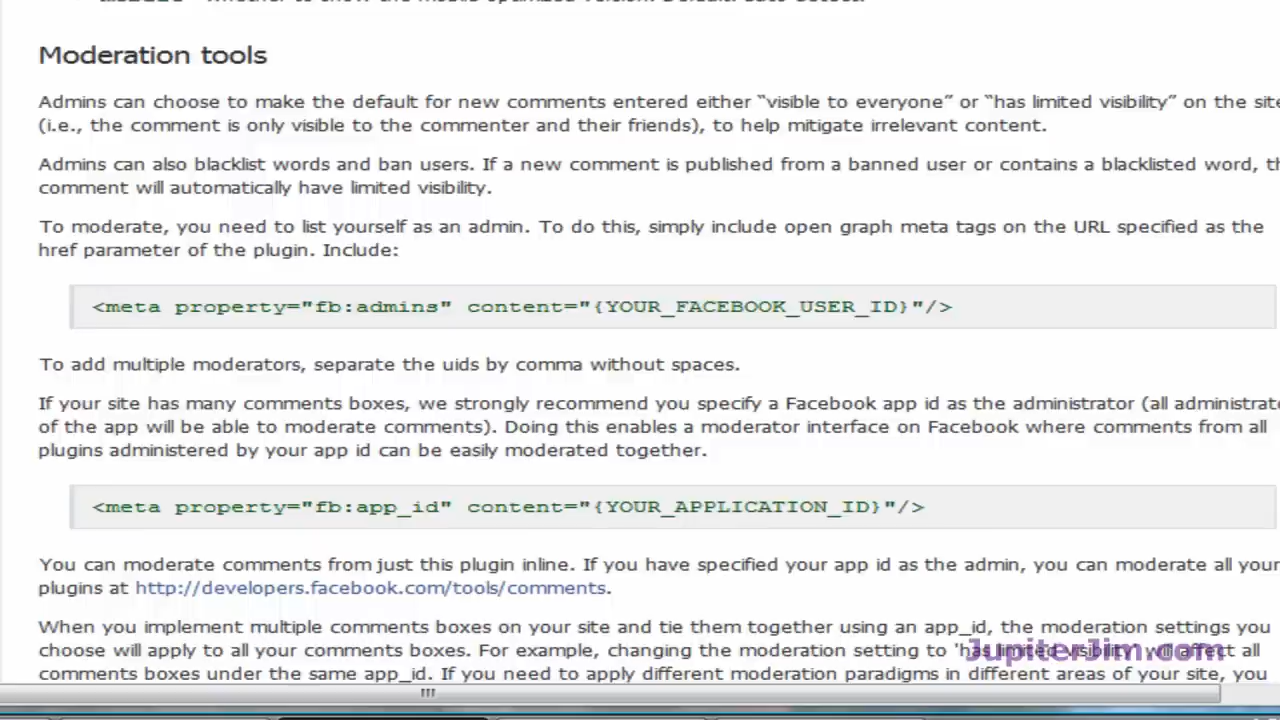 Moderation tools
Admins can choose to make the default for new comments entered either “visible to everyone” or “has limited visibility” on the site
(i.e., the comment is only visible to the commenter and their friends), to help mitigate irrelevant content.
Admins can also blacklist words and ban users. If a new comment is published from a banned user or contains a blacklisted word, th
comment will automatically have limited visibility.
To moderate, you need to list yourself as an admin. To do this, simply include open graph meta tags on the URL specified as the
href parameter of the plugin. Include:
<meta property="fb:admins" content="{YOUR_FACEBOOK_USER_ID}"/>
To add multiple moderators, separate the uids by comma without spaces.
If your site has many comments boxes, we strongly recommend you specify a Facebook app id as the administrator (all administrato
of the app will be able to moderate comments). Doing this enables a moderator interface on Facebook where comments from all
plugins administered by your app id can be easily moderated together.
<meta property="fb:app_id" content="{YOUR_APPLICATION_ID}"/>
You can moderate comments from just this plugin inline. If you have specified your app id as the admin, you can moderate all your
plugins at http://developers.facebook.com/tools/comments.
When you implement multiple comments boxes on your site and tie them together using an app_id, the moderation settings you
choose will apply to all your comments boxes. For example, changing the moderation setting to 'has limited visibility' will affect all
JupiterJim.com
comments boxes under the same app_id. If you need to apply different moderation paradigms in different areas of your site, you